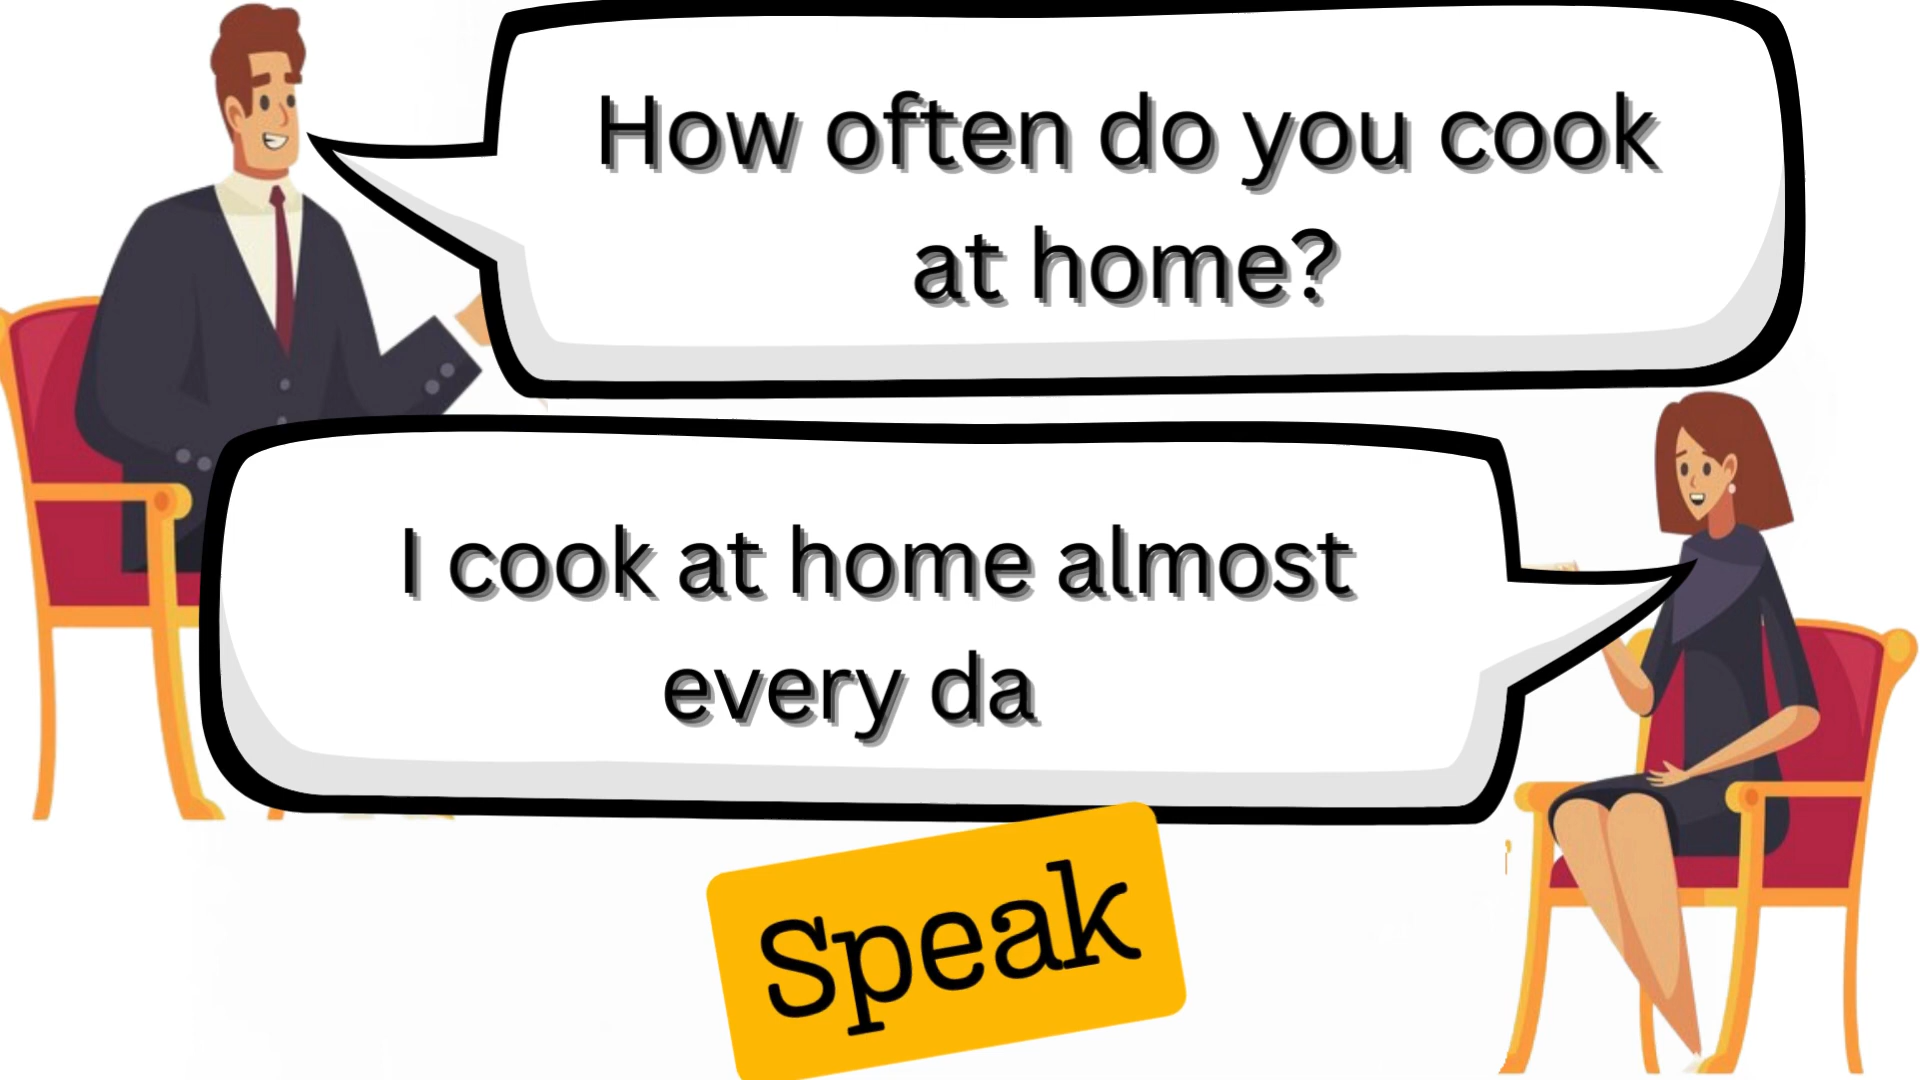 How often do you cook
at home?
I cook at home almost
every da
Speak